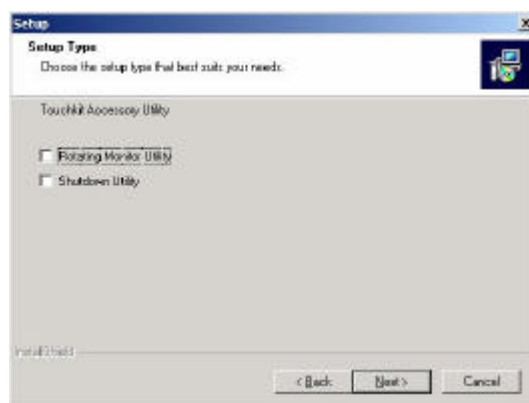 Setup
Setup Type
Choose the setup type that best suits your needs.
Touchkit Accessory Utility
Rotating Monitor Utility
Shutdown Utility
InstallShield
< Back
Next >
Cancel